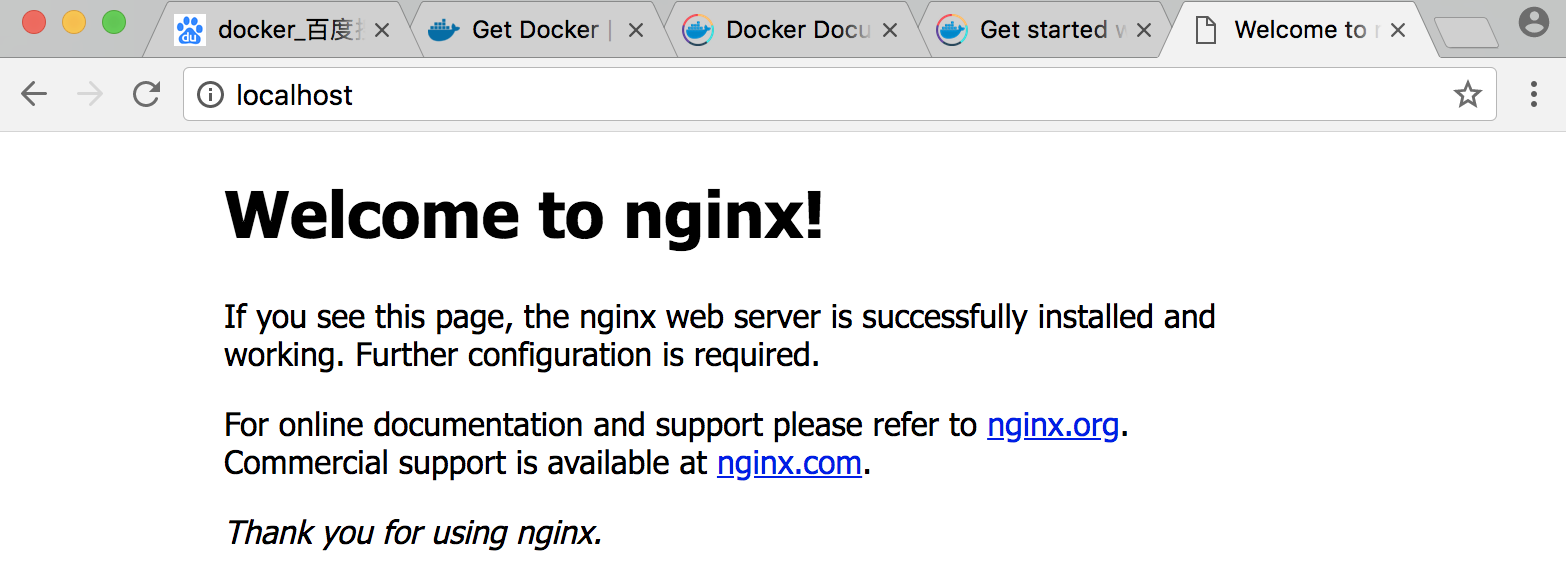 docker_百度
Get Docker |
Docker Docu
Get started
Welcome to
localhost
Welcome to nginx!
If you see this page, the nginx web server is successfully installed and
working. Further configuration is required.
For online documentation and support please refer to nginx.org.
Commercial support is available at nginx.com.
Thank you for using nginx.